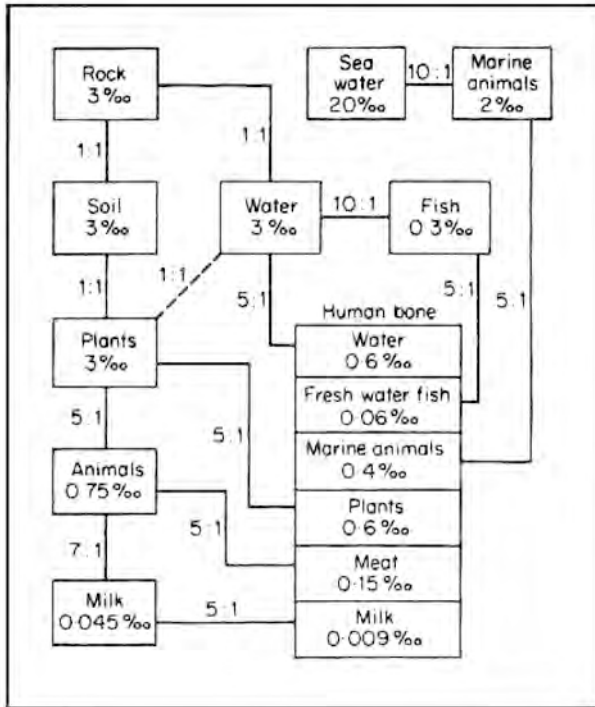 Rock
3‰
Sea
water
20‰
10:1
Marine
animals
2‰
1:1
1:1
Soil
3‰
Water
3‰
10:1
Fish
0·3‰
1:1
1:1
5:1
5:1
5:1
Human bone
Plants
3‰
Water
0·6‰
Fresh water fish
0·06‰
5:1
5:1
Marine animals
0·4‰
Animals
0·75‰
Plants
0·6‰
5:1
7:1
Meat
0·15‰
Milk
0·045‰
5:1
Milk
0·009‰